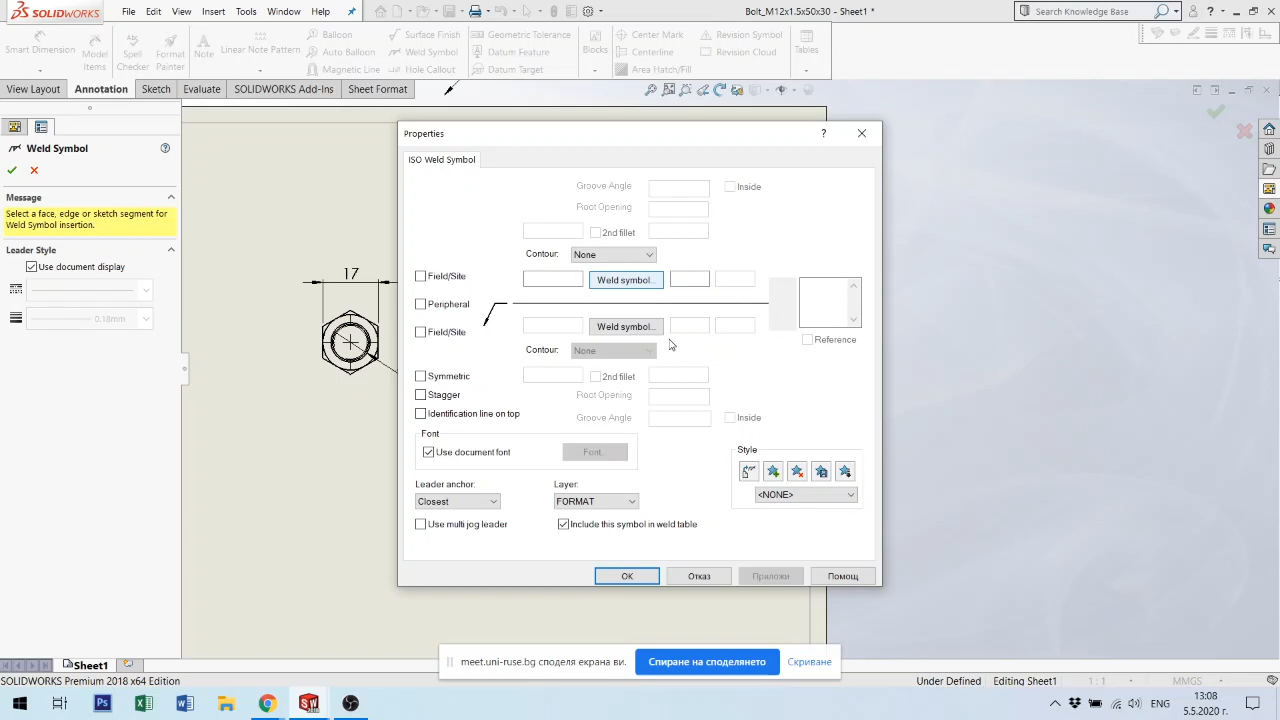 SOLIDWORKS File Edit View Insert Tools Window Help Bolt_M12x1.5x50x30 - Sheet1 * Search Knowledge Base
Smart Dimension Spell Checker Format Painter Note Linear Note Pattern Balloon Surface Finish Geometric Tolerance Blocks Center Mark Revision Symbol Tables
Model Items Auto Balloon Weld Symbol Datum Feature Centerline Revision Cloud
Magnetic Line Hole Callout Datum Target Area Hatch/Fill
View Layout Annotation Sketch Evaluate SOLIDWORKS Add-Ins Sheet Format
Weld Symbol
Message
Select a face, edge or sketch segment for
Weld Symbol insertion.
Leader Style
Use document display
0.18mm
17
Properties
ISO Weld Symbol
Groove Angle Inside
Root Opening
2nd fillet
Contour: None
Field/Site Weld symbol...
Peripheral
Field/Site Weld symbol...
Reference
Contour: None
Symmetric 2nd fillet
Stagger Root Opening
Identification line on top Groove Angle Inside
Font
Use document font Font.
Style
<NONE>
Leader anchor: Layer:
Closest FORMAT
Use multi jog leader Include this symbol in weld table
OK Отказ Приложи Помощ
meet.uni-ruse.bg споделя екрана ви. Спиране на споделянето Скриване
Sheet1
SOLIDWORKS Premium 2018 x64 Edition Under Defined Editing Sheet1 1 : 1 MMGS
ENG 13:08
5.5.2020 г.